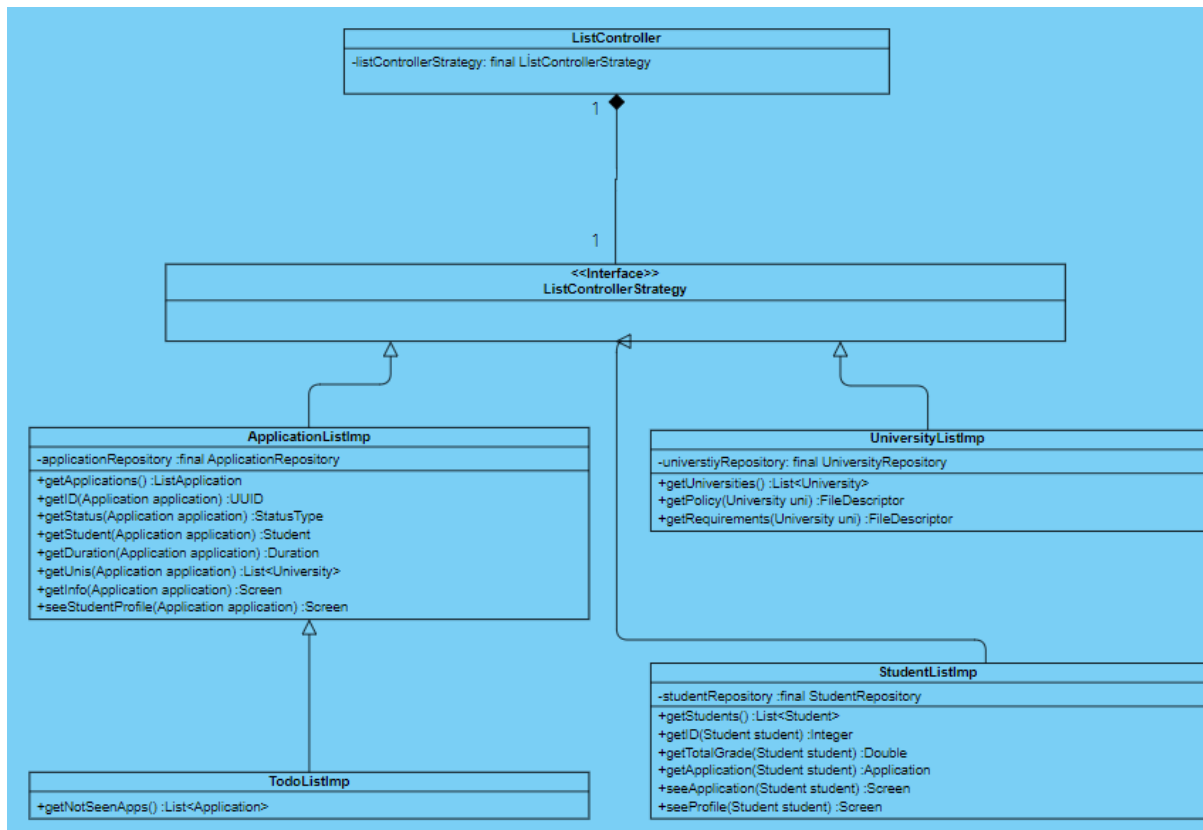 ListController
-listControllerStrategy: final LİstControllerStrategy
1
1
<<Interface>>
ListControllerStrategy
ApplicationListImp
-applicationRepository :final ApplicationRepository
+getApplications() :ListApplication
+getID(Application application) :UUID
+getStatus(Application application) :StatusType
+getStudent(Application application) :Student
+getDuration(Application application) :Duration
+getUnis(Application application) :List<University>
+getInfo(Application application) :Screen
+seeStudentProfile(Application application) :Screen
UniversityListImp
-universtiyRepository: final UniversityRepository
+getUniversities() :List<University>
+getPolicy(University uni) :FileDescriptor
+getRequirements(University uni) :FileDescriptor
TodoListImp
+getNotSeenApps() :List<Application>
StudentListImp
-studentRepository :final StudentRepository
+getStudents() :List<Student>
+getID(Student student) :Integer
+getTotalGrade(Student student) :Double
+getApplication(Student student) :Application
+seeApplication(Student student) :Screen
+seeProfile(Student student) :Screen